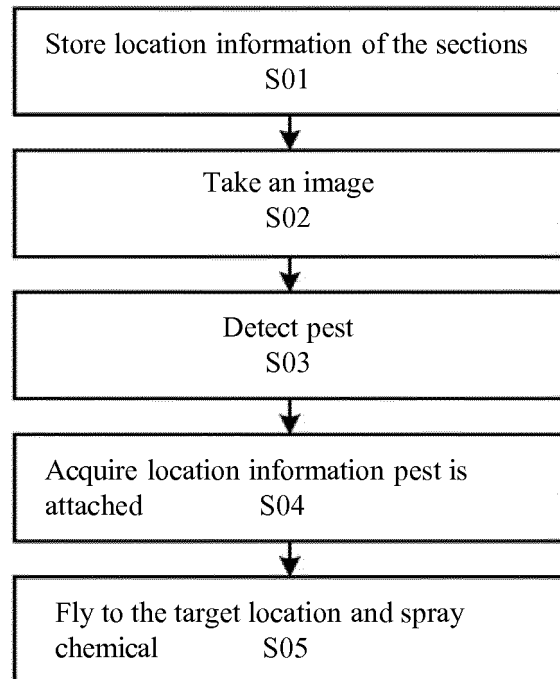 Store location information of the sections
S01
Take an image
S02
Detect pest
S03
Acquire location information pest is
attached S04
Fly to the target location and spray
chemical S05